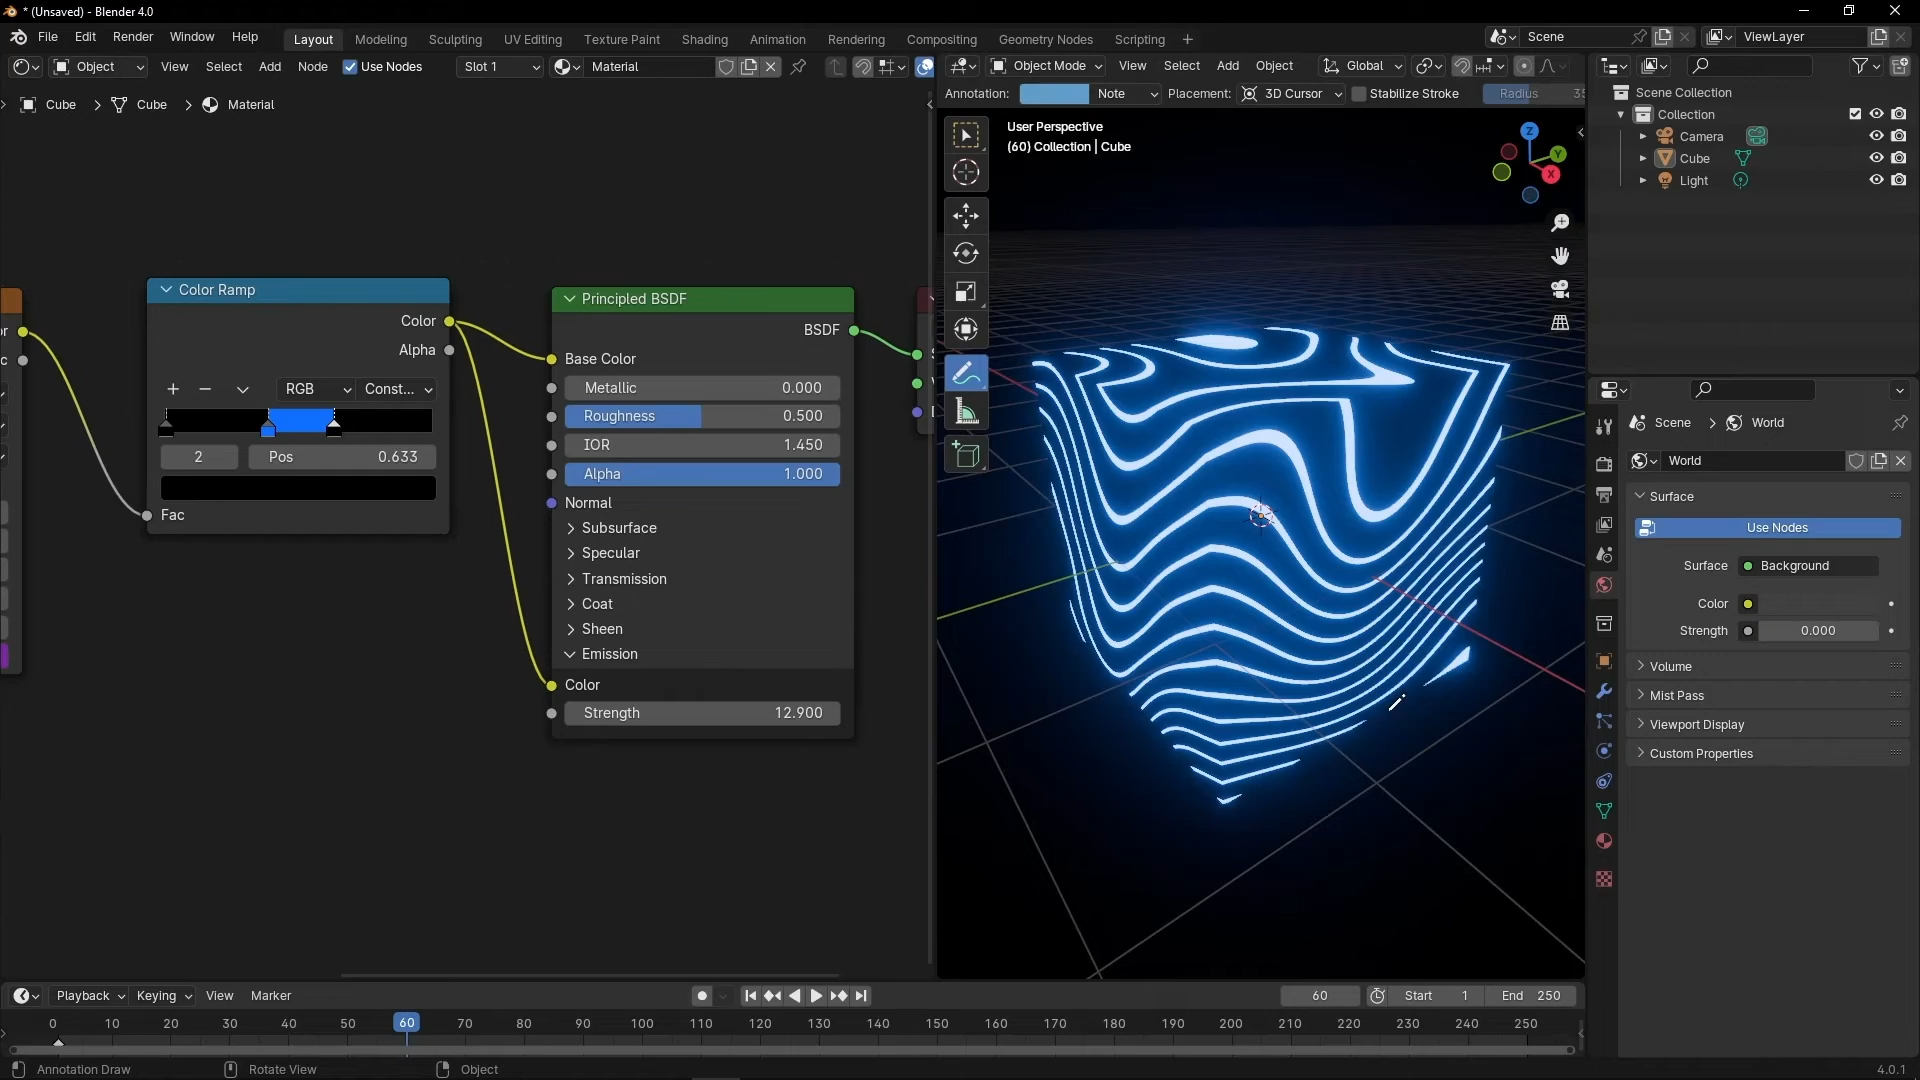 * (Unsaved) - Blender 4.0
File Edit Render Window Help Layout Modeling Sculpting UV Editing Texture Paint Shading Animation Rendering Compositing Geometry Nodes Scripting + Scene ViewLayer
Object View Select Add Node Use Nodes Slot 1 Material Object Mode View Select Add Object Global
Annotation: Note Placement: 3D Cursor Stabilize Stroke Radius 35
Cube > Cube > Material
User Perspective
(60) Collection | Cube
Z
Y
X
Scene Collection
Collection
Camera
Cube
Light
Color Ramp
Color
Alpha
RGB Const...
2 Pos 0.633
Fac
Principled BSDF
BSDF
Base Color
Metallic 0.000
Roughness 0.500
IOR 1.450
Alpha 1.000
Normal
Subsurface
Specular
Transmission
Coat
Sheen
Emission
Color
Strength 12.900
Scene > World
World
Surface
Use Nodes
Surface Background
Color
Strength 0.000
Volume
Mist Pass
Viewport Display
Custom Properties
Playback Keying View Marker 60 Start 1 End 250
0 10 20 30 40 50 60 70 80 90 100 110 120 130 140 150 160 170 180 190 200 210 220 230 240 250
Annotation Draw Rotate View Object 4.0.1